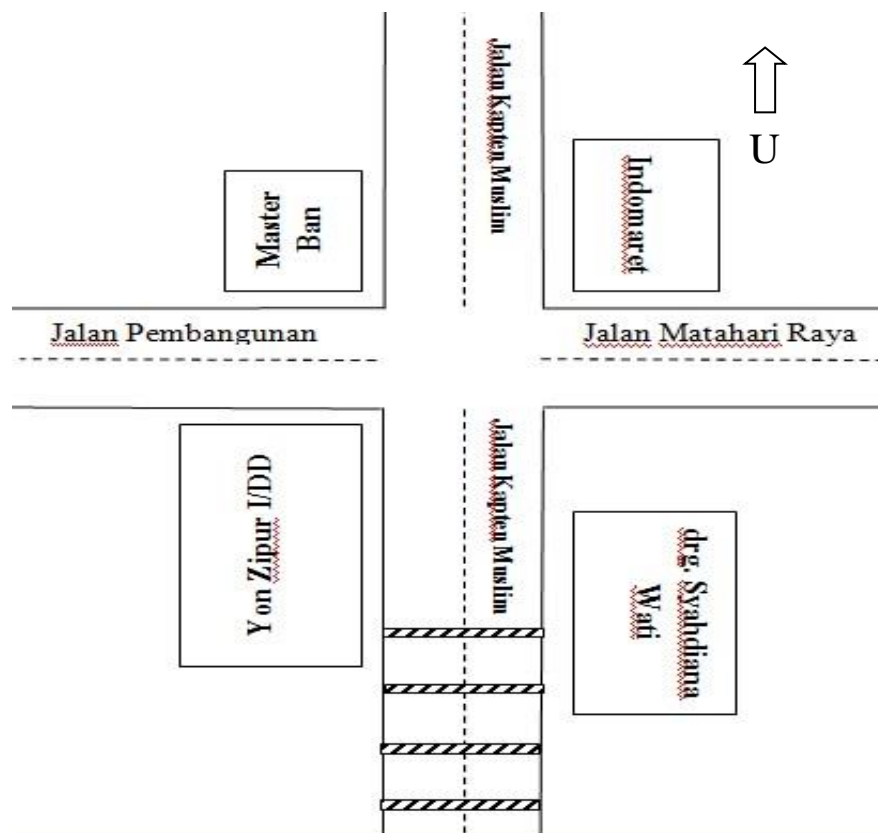 Jalan Kapten Muslim
U
Indomaret
Master
Ban
Jalan Pembangunan
Jalan Matahari Raya
Jalan Kapten Muslim
Yon Zipur I/DD
drg. Syahdiana
Wati